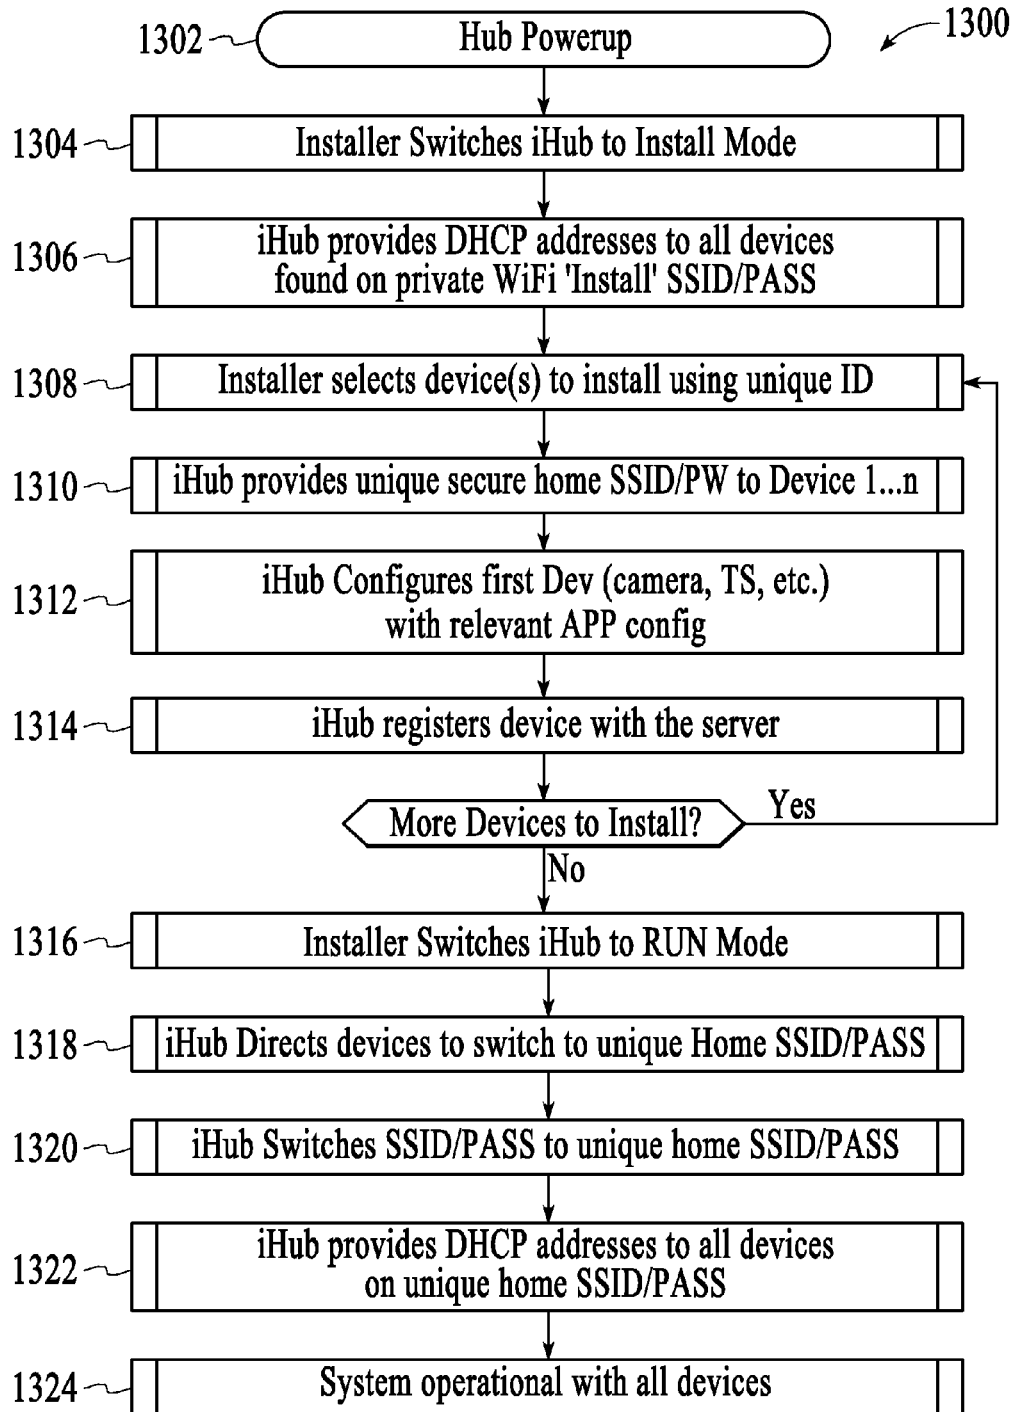 1300
1302 Hub Powerup
1304 Installer Switches iHub to Install Mode
1306 iHub provides DHCP addresses to all devices
found on private WiFi 'Install' SSID/PASS
1308 Installer selects device(s) to install using unique ID
1310 iHub provides unique secure home SSID/PW to Device 1...n
1312 iHub Configures first Dev (camera, TS, etc.)
with relevant APP config
1314 iHub registers device with the server
More Devices to Install? Yes
No
1316 Installer Switches iHub to RUN Mode
1318 iHub Directs devices to switch to unique Home SSID/PASS
1320 iHub Switches SSID/PASS to unique home SSID/PASS
1322 iHub provides DHCP addresses to all devices
on unique home SSID/PASS
1324 System operational with all devices